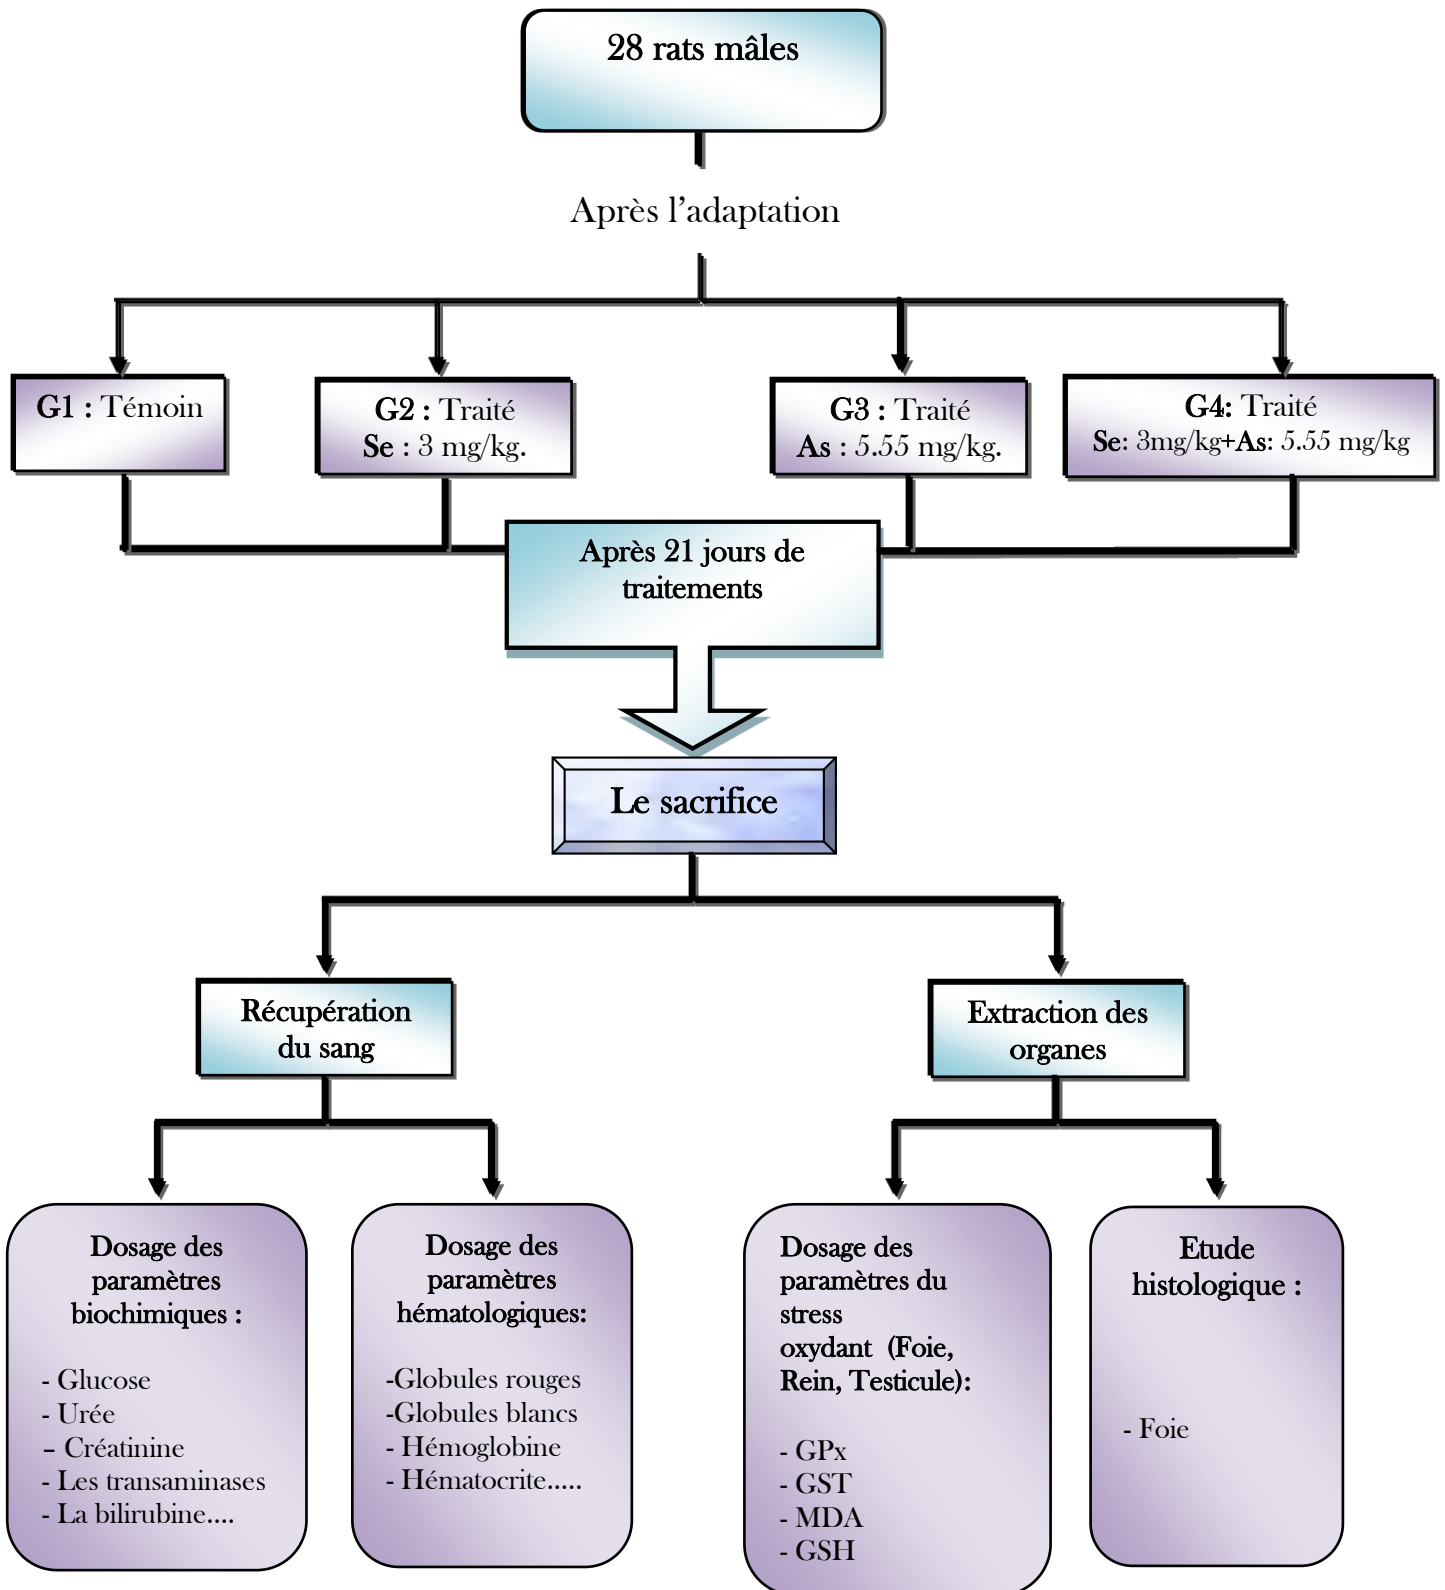 28 rats mâles
Après l’adaptation
G1 : Témoin
G2 : Traité
Se : 3 mg/kg.
G3 : Traité
As : 5.55 mg/kg.
G4: Traité
Se: 3mg/kg+As: 5.55 mg/kg
Après 21 jours de
traitements
Le sacrifice
Récupération
du sang
Extraction des
organes
Dosage des
paramètres
biochimiques :
- Glucose
- Urée
– Créatinine
- Les transaminases
- La bilirubine....
Dosage des
paramètres
hématologiques:
-Globules rouges
-Globules blancs
- Hémoglobine
- Hématocrite.....
Dosage des
paramètres du
stress
oxydant (Foie,
Rein, Testicule):
- GPx
- GST
- MDA
- GSH
Etude
histologique :
- Foie